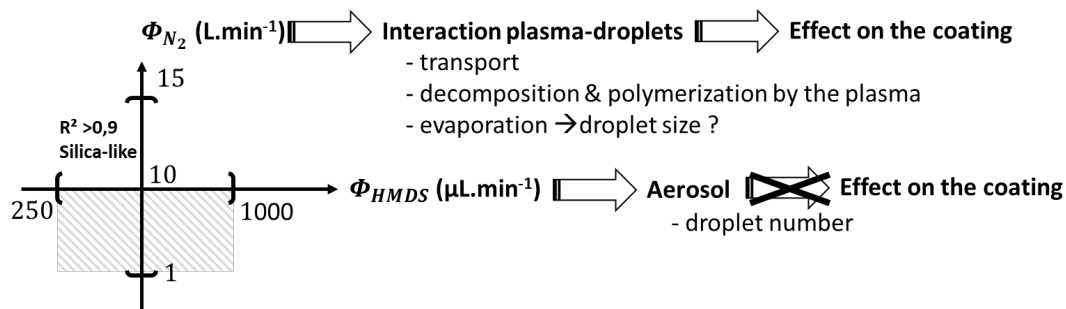 Φ_N₂ (L.min⁻¹) Interaction plasma-droplets Effect on the coating
- transport
15
- decomposition & polymerization by the plasma
R² >0,9
- evaporation →droplet size ?
Silica-like
10
Φ_HMDS (µL.min⁻¹) Aerosol Effect on the coating
250 1000
- droplet number
1